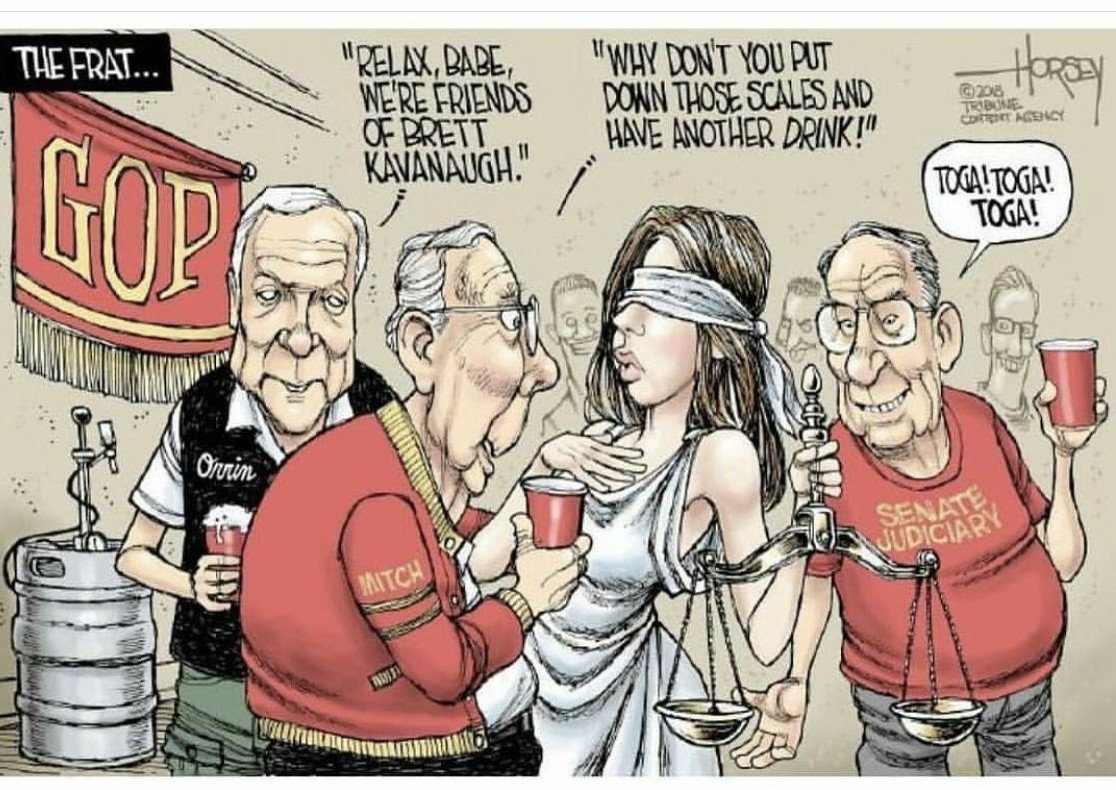 THE FRAT...
"RELAX, BABE,
WE'RE FRIENDS
OF BRETT
KAVANAUGH."
"WHY DON'T YOU PUT
DOWN THOSE SCALES AND
HAVE ANOTHER DRINK!"
HORSEY
©2018
TRIBUNE
CONTENT AGENCY
TOGA! TOGA!
TOGA!
GOP
Orrin
MITCH
SENATE
JUDICIARY